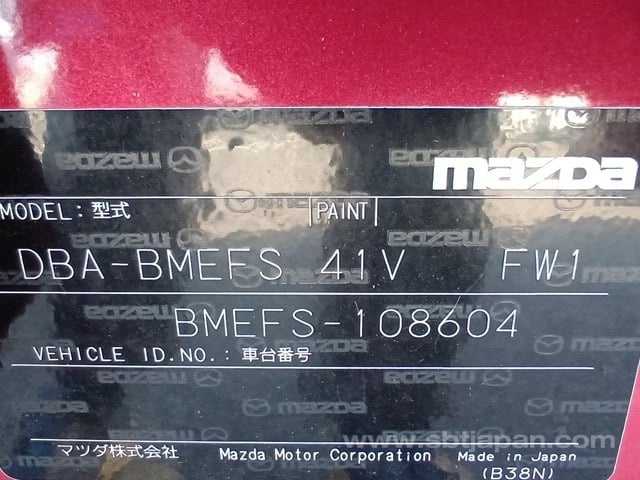 mazda
MODEL：型式 |PAINT|
DBA-BMEFS 41V FW1
BMEFS-108604
VEHICLE ID.NO.：車台番号
マツダ株式会社 Mazda Motor Corporation Made in Japan
(B38N)
www.sbtjapan.com